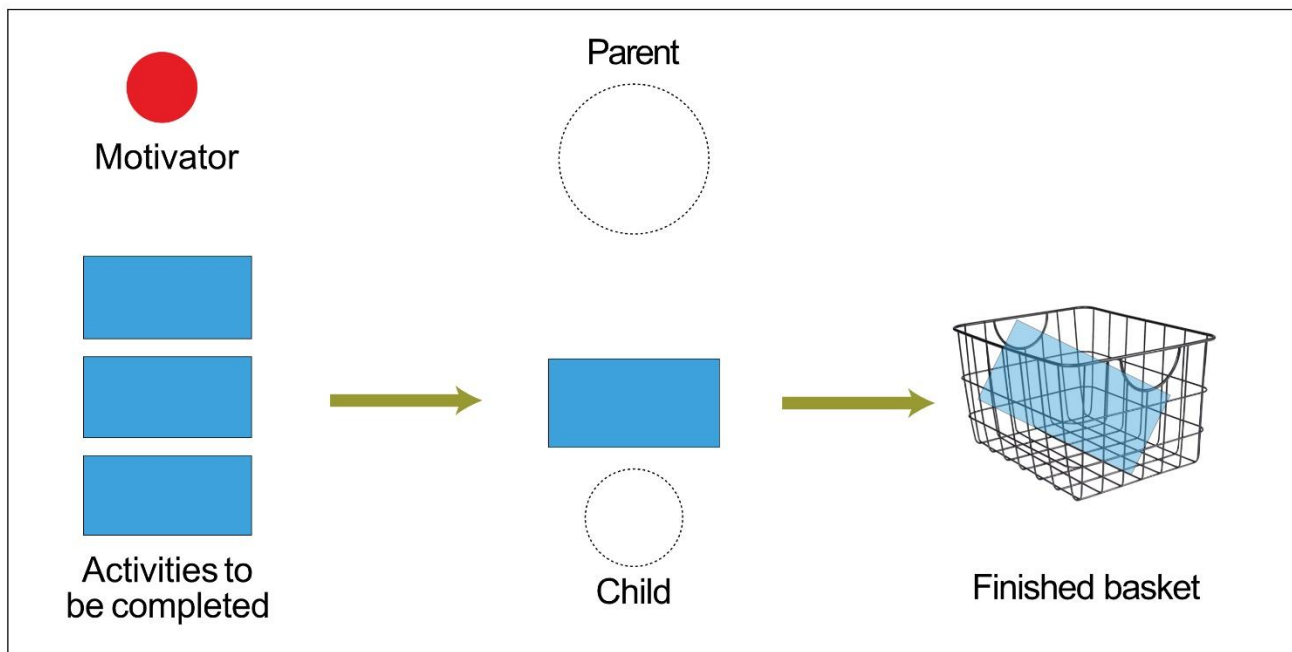 Parent
Motivator
Activities to
be completed
Child
Finished basket